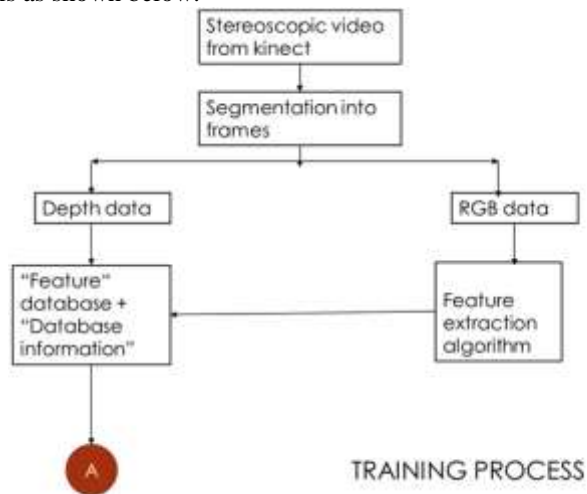 Stereoscopic video
from kinect
Segmentation into
frames
Depth data
RGB data
"Feature"
database +
"Database
information"
Feature
extraction
algorithm
A
TRAINING PROCESS